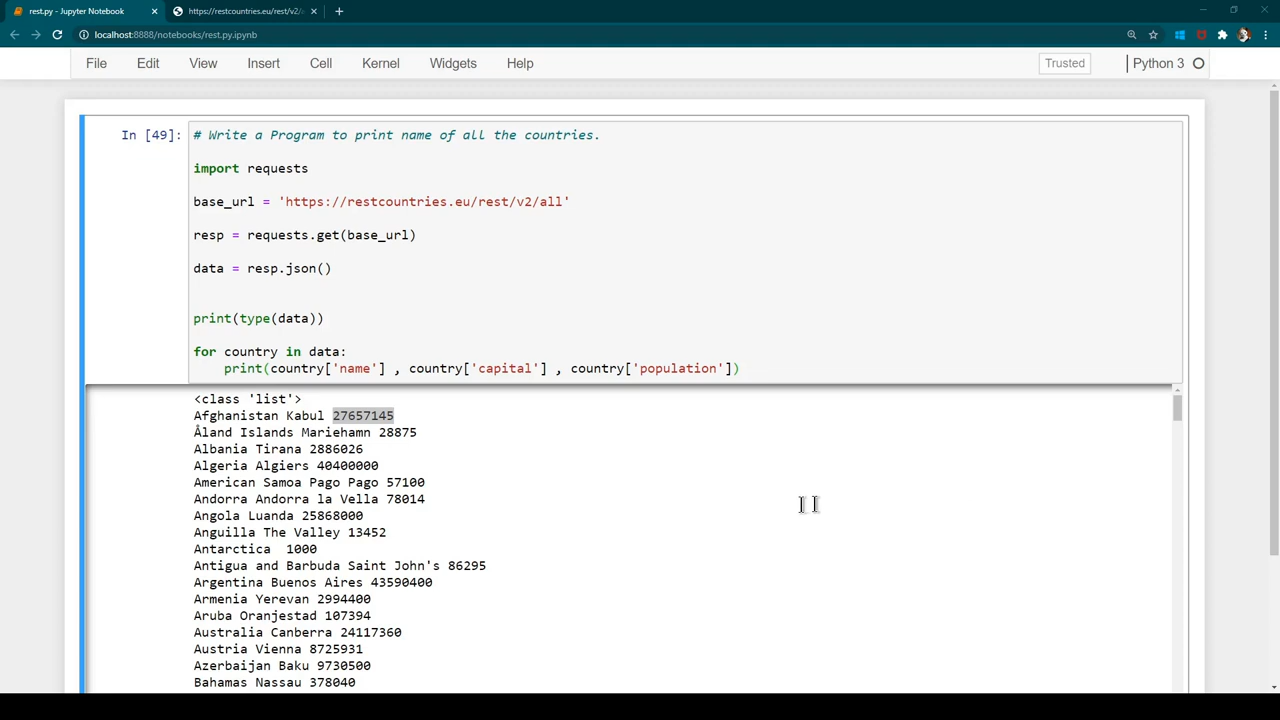 rest.py - Jupyter Notebook
https://restcountries.eu/rest/v2/
localhost:8888/notebooks/rest.py.ipynb
File Edit View Insert Cell Kernel Widgets Help Trusted Python 3
In [49]: # Write a Program to print name of all the countries.
import requests
base_url = 'https://restcountries.eu/rest/v2/all'
resp = requests.get(base_url)
data = resp.json()
print(type(data))
for country in data:
print(country['name'] , country['capital'] , country['population'])
<class 'list'>
Afghanistan Kabul 27657145
Åland Islands Mariehamn 28875
Albania Tirana 2886026
Algeria Algiers 40400000
American Samoa Pago Pago 57100
Andorra Andorra la Vella 78014
Angola Luanda 25868000
Anguilla The Valley 13452
Antarctica  1000
Antigua and Barbuda Saint John's 86295
Argentina Buenos Aires 43590400
Armenia Yerevan 2994400
Aruba Oranjestad 107394
Australia Canberra 24117360
Austria Vienna 8725931
Azerbaijan Baku 9730500
Bahamas Nassau 378040